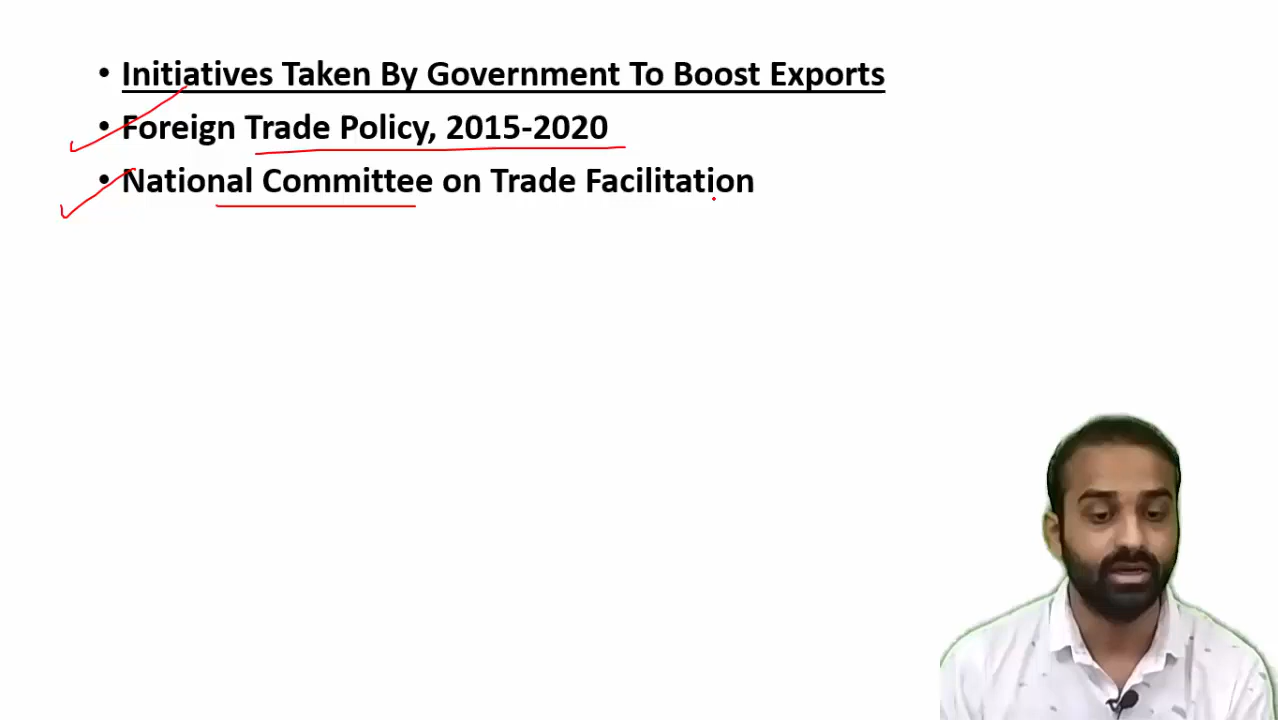 • Initiatives Taken By Government To Boost Exports
• Foreign Trade Policy, 2015-2020
• National Committee on Trade Facilitation